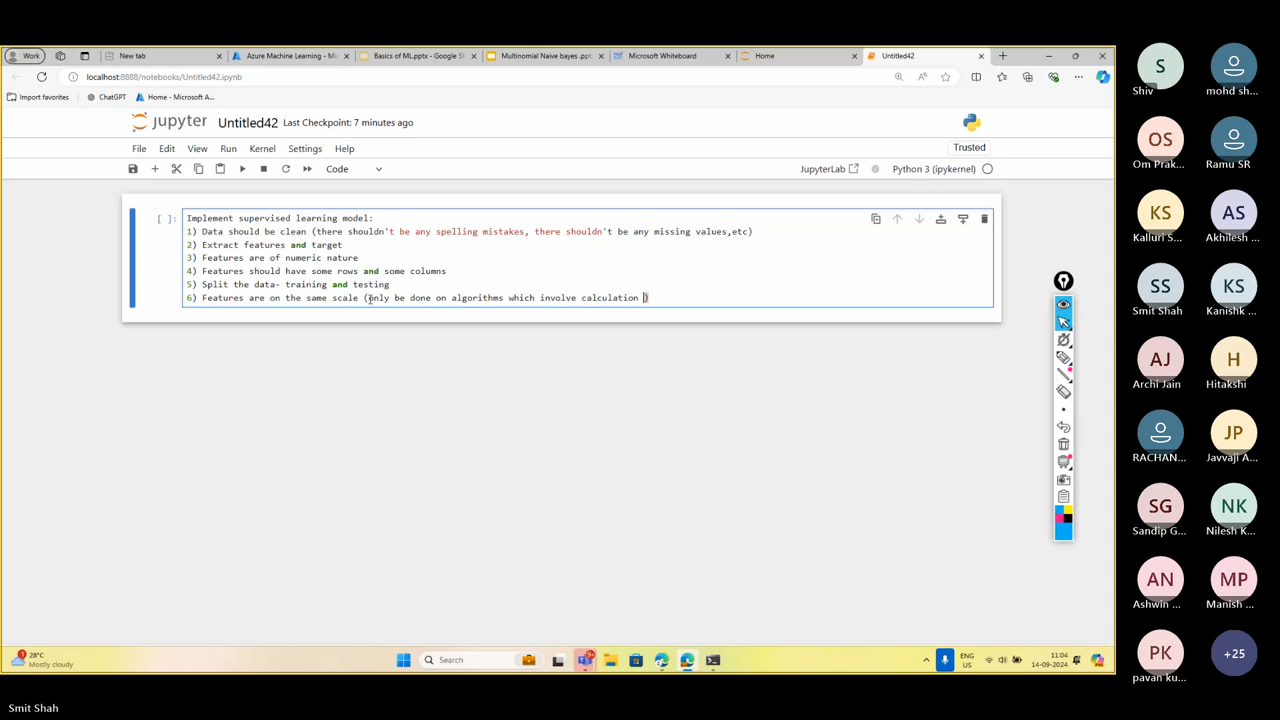 Work
New tab
Azure Machine Learning - Mic
Basics of ML.pptx - Google Sl
Multinomial Naive bayes .ppt
Microsoft Whiteboard
Home
Untitled42
localhost:8888/notebooks/Untitled42.ipynb
Import favorites
ChatGPT
Home - Microsoft A...
jupyter Untitled42 Last Checkpoint: 7 minutes ago
File Edit View Run Kernel Settings Help
Trusted
Code
JupyterLab
Python 3 (ipykernel)
[ ]:
Implement supervised learning model:
1) Data should be clean (there shouldn't be any spelling mistakes, there shouldn't be any missing values,etc)
2) Extract features and target
3) Features are of numeric nature
4) Features should have some rows and some columns
5) Split the data- training and testing
6) Features are on the same scale (only be done on algorithms which involve calculation )
S
Shiv
mohd sh...
OS
Om Prak...
Ramu SR
KS
Kalluri S...
AS
Akhilesh ...
SS
Smit Shah
KS
Kanishk ...
AJ
Archi Jain
H
Hitakshi
RACHAN...
JP
Javvaji A...
SG
Sandip G...
NK
Nilesh K...
AN
Ashwin ...
MP
Manish ...
PK
pavan ku...
+25
1
28°C
Mostly cloudy
Search
ENG
US
11:04
14-09-2024
Smit Shah